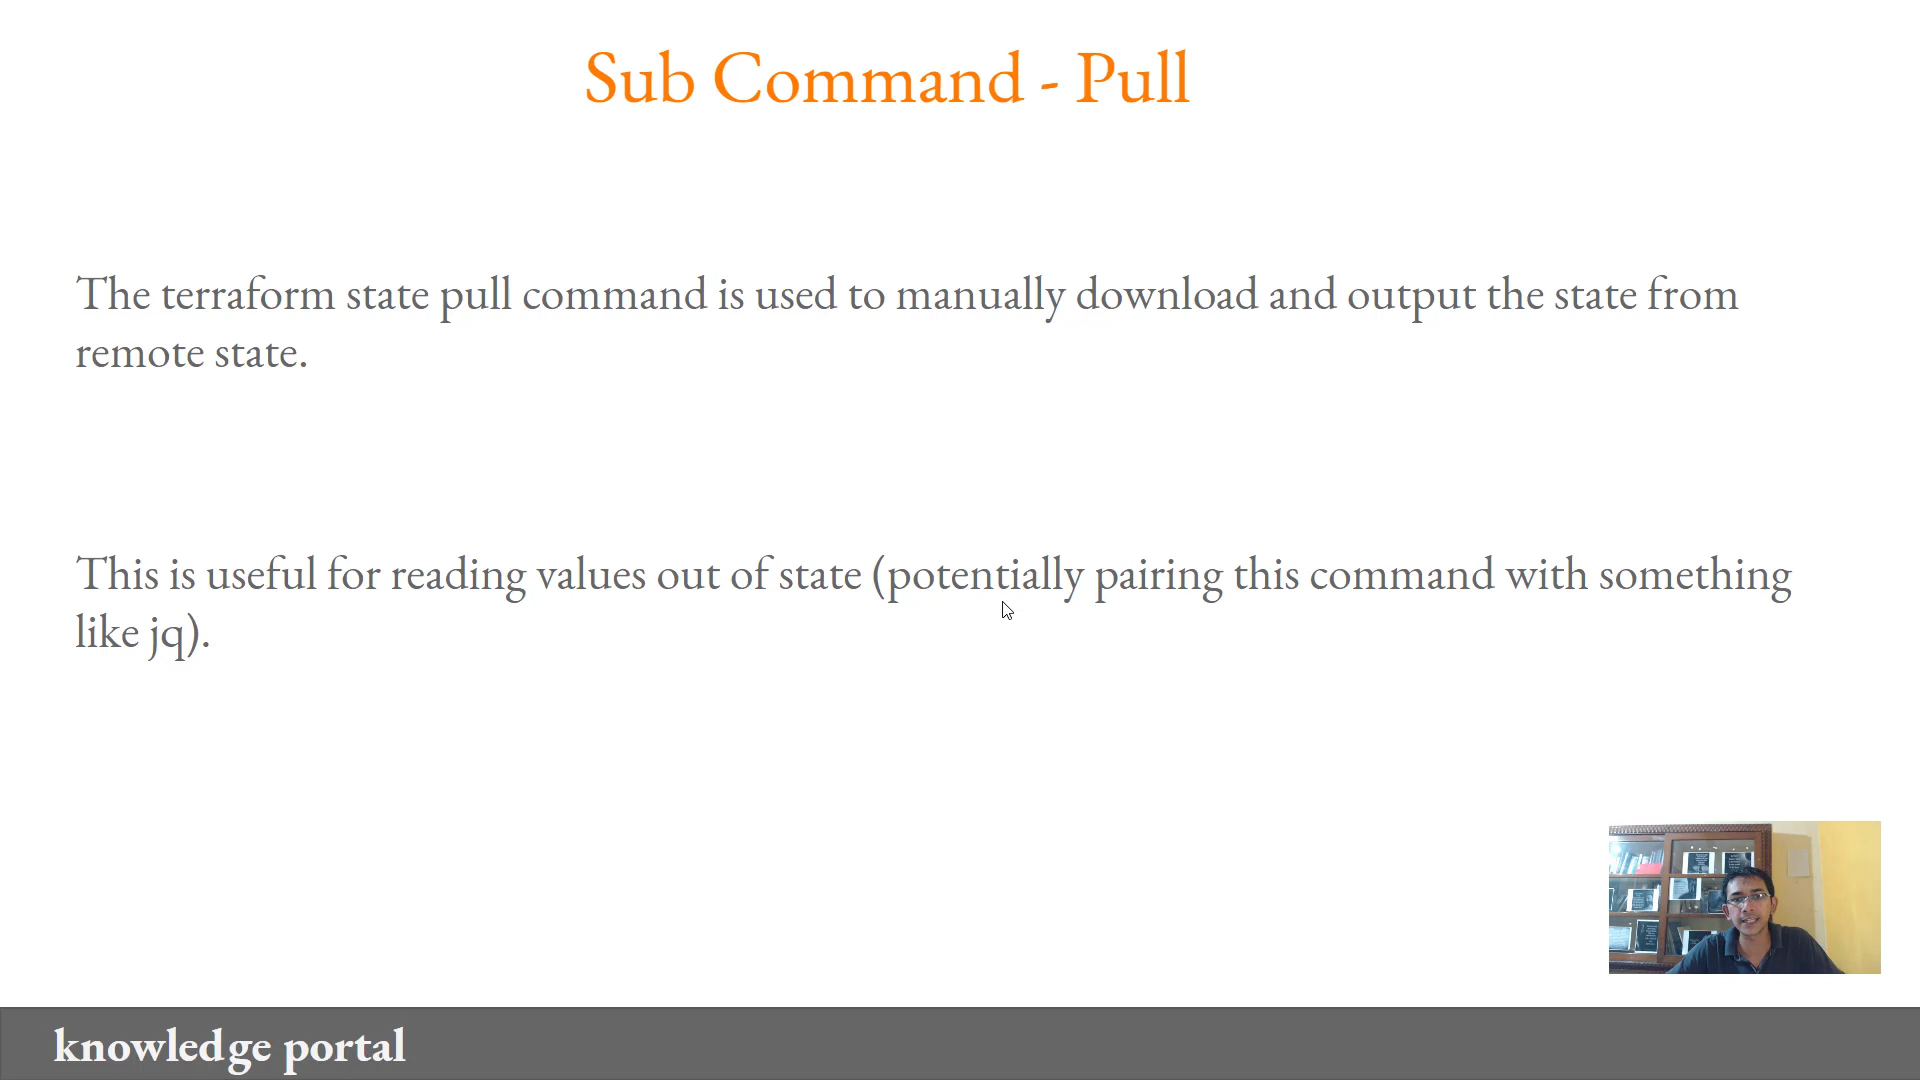 Sub Command - Pull
The terraform state pull command is used to manually download and output the state from
remote state.
This is useful for reading values out of state (potentially pairing this command with something
like jq).
knowledge portal